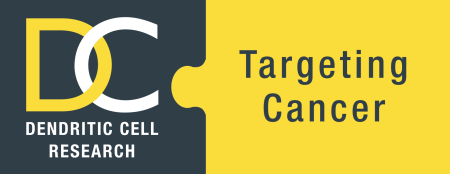 DC
DENDRITIC CELL
RESEARCH
Targeting
Cancer